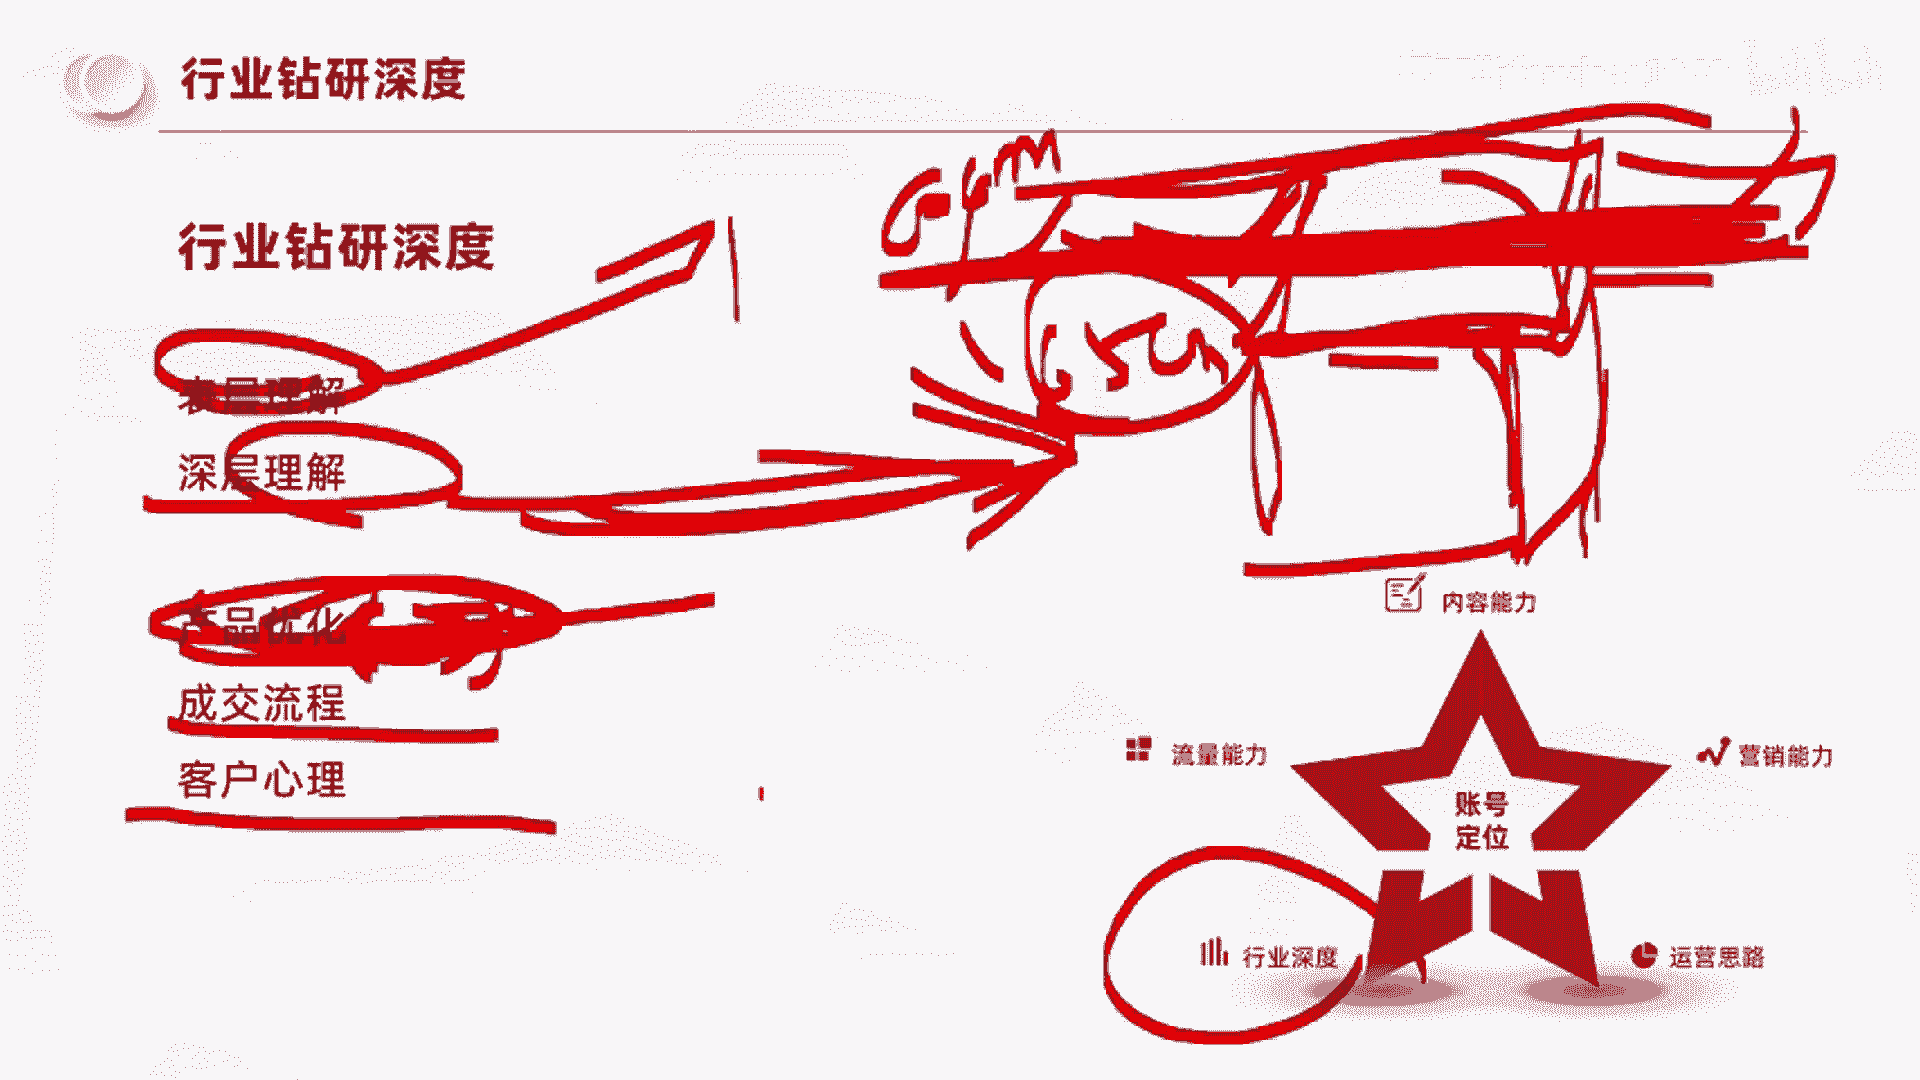 行业钻研深度
行业钻研深度
表层理解
深层理解
产品优化
成交流程
客户心理
内容能力
流量能力
营销能力
账号
定位
行业深度
运营思路